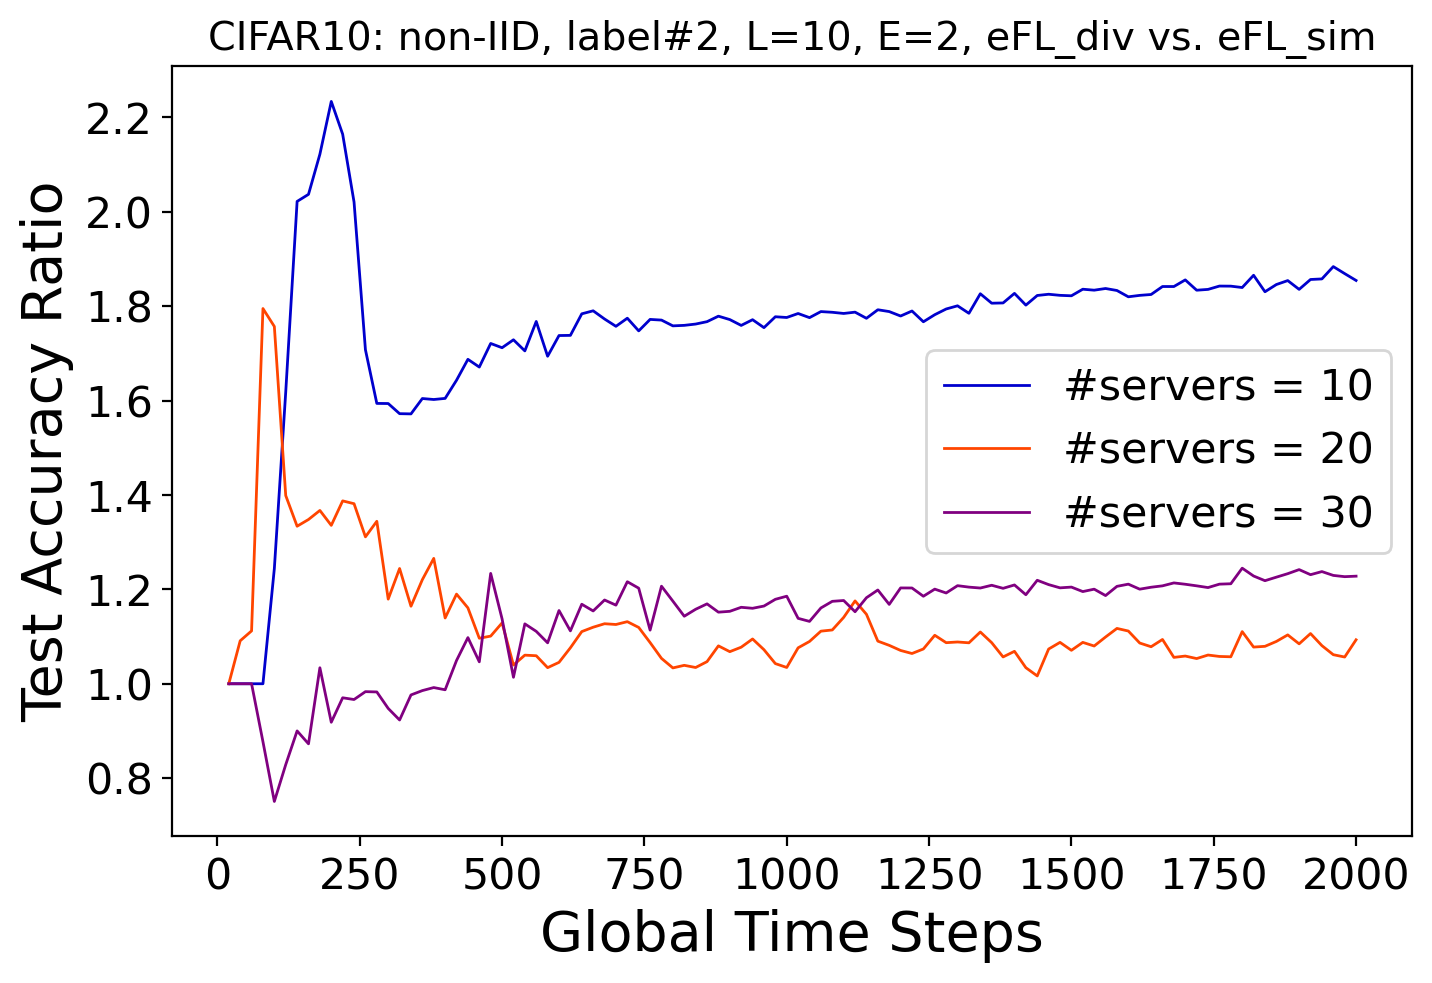 CIFAR10: non-IID, label#2, L=10, E=2, eFL_div vs. eFL_sim
Test Accuracy Ratio
2.2
2.0
1.8
1.6
1.4
1.2
1.0
0.8
#servers = 10
#servers = 20
#servers = 30
0 250 500 750 1000 1250 1500 1750 2000
Global Time Steps